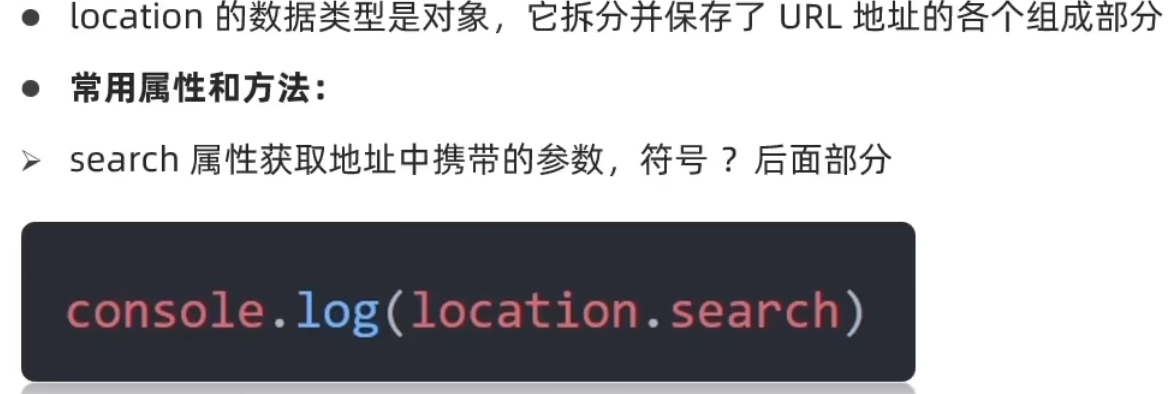 ● location 的数据类型是对象，它拆分并保存了 URL 地址的各个组成部分
● 常用属性和方法：
➢ search 属性获取地址中携带的参数，符号 ？后面部分
console.log(location.search)